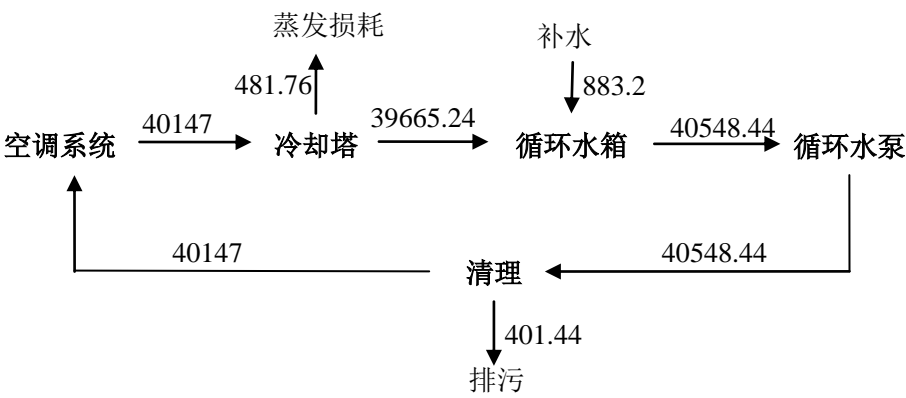 蒸发损耗
补水
481.76
883.2
40147
39665.24
40548.44
空调系统
冷却塔
循环水箱
循环水泵
40147
40548.44
清理
401.44
排污